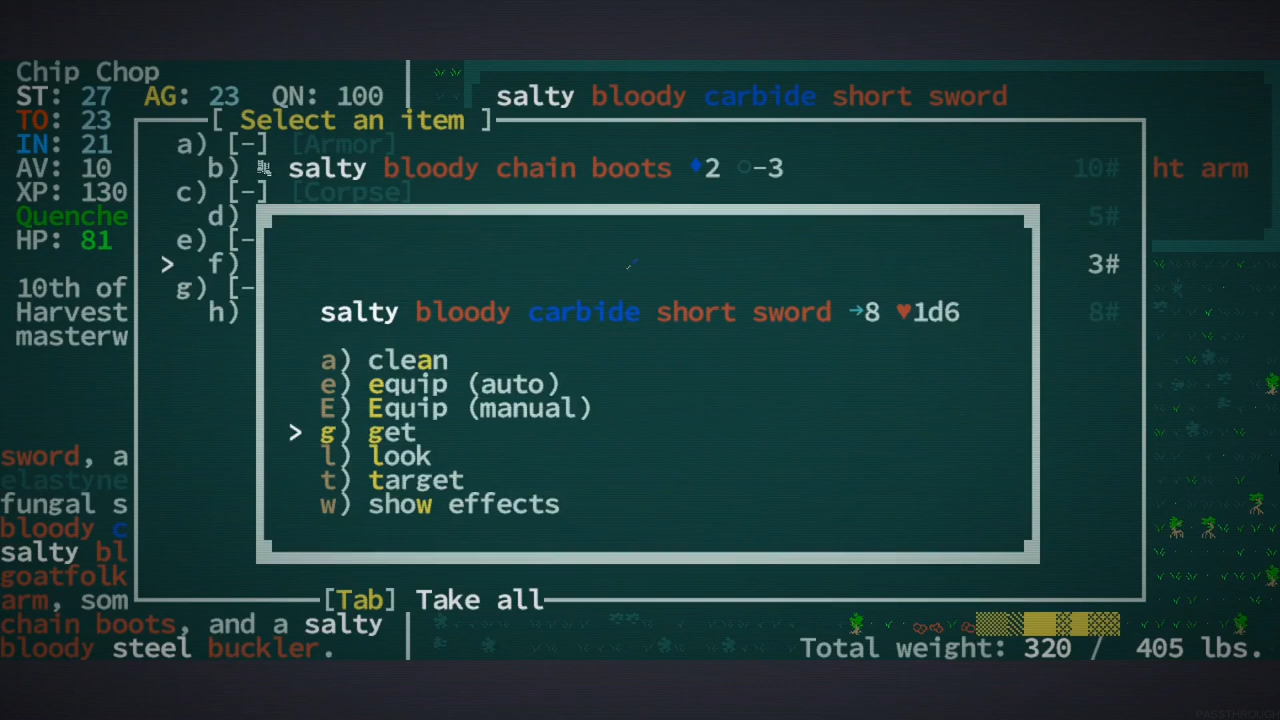 Chip Chop
ST: 27 AG: 23 QN: 100
salty bloody carbide short sword
TO: 23
[ Select an item ]
IN: 21
a) [-] [Armor]
AV: 10
b) salty bloody chain boots ♦2 ○-3 10#
ht arm
XP: 130
c) [-] [Corpse]
Quenche
d) 5#
HP: 81
e) [-
> f) 3#
10th of
g) [-
Harvest
h) 8#
masterw
salty bloody carbide short sword →8 ♥1d6
a) clean
e) equip (auto)
E) Equip (manual)
> g) get
l) look
t) target
w) show effects
sword, a
elastyne
fungal s
bloody c
salty bl
goatfolk
arm, som
[Tab] Take all
chain boots, and a salty
bloody steel buckler.
Total weight: 320 / 405 lbs.
PASSTHROUGH